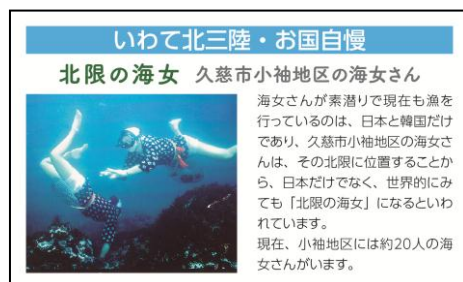 いわて北三陸・お国自慢
北限の海女 久慈市小袖地区の海女さん
海女さんが素潜りで現在も漁を
行っているのは、日本と韓国だけ
であり、久慈市小袖地区の海女さ
んは、その北限に位置することか
ら、日本だけでなく、世界的にみ
ても「北限の海女」になるといわ
れています。
現在、小袖地区には約20人の海
女さんがいます。